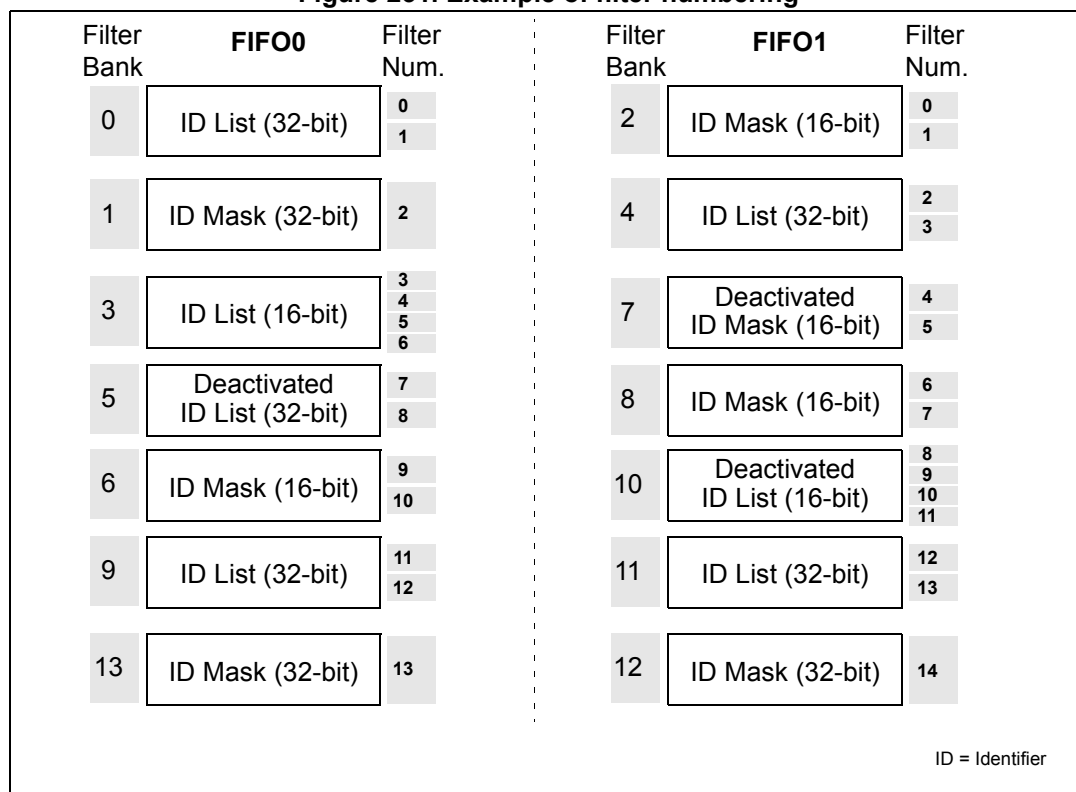 Example of filter numbering
Filter Bank
FIFO0
Filter Num.
0
ID List (32-bit)
0
1
1
ID Mask (32-bit)
2
3
ID List (16-bit)
3
4
5
6
5
Deactivated
ID List (32-bit)
7
8
6
ID Mask (16-bit)
9
10
9
ID List (32-bit)
11
12
13
ID Mask (32-bit)
13
Filter Bank
FIFO1
Filter Num.
2
ID Mask (16-bit)
0
1
4
ID List (32-bit)
2
3
7
Deactivated
ID Mask (16-bit)
4
5
8
ID Mask (16-bit)
6
7
10
Deactivated
ID List (16-bit)
8
9
10
11
11
ID List (32-bit)
12
13
12
ID Mask (32-bit)
14
ID = Identifier